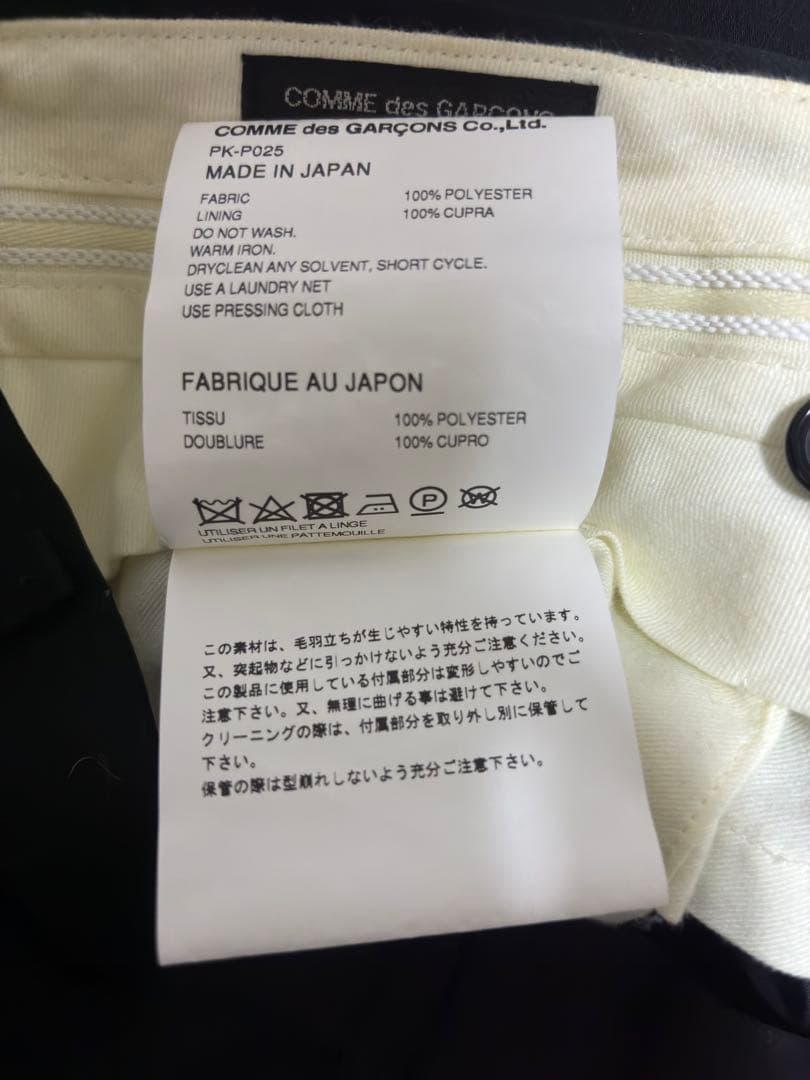 COMME des GARÇONS
COMME des GARÇONS Co.,Ltd.
PK-P025
MADE IN JAPAN
FABRIC 100% POLYESTER
LINING 100% CUPRA
DO NOT WASH.
WARM IRON.
DRYCLEAN ANY SOLVENT, SHORT CYCLE.
USE A LAUNDRY NET
USE PRESSING CLOTH
FABRIQUE AU JAPON
TISSU 100% POLYESTER
DOUBLURE 100% CUPRO
P W
UTILISER UN FILET A LINGE
UTILISER UNE PATTEMOUILLE
この素材は、毛羽立ちが生じやすい特性を持っています。
又、突起物などに引っかけないよう充分ご注意ください。
この製品に使用している付属部分は変形しやすいのでご
注意下さい。又、無理に曲げる事は避けて下さい。
クリーニングの際は、付属部分を取り外し別に保管して
下さい。
保管の際は型崩れしないよう充分ご注意下さい。